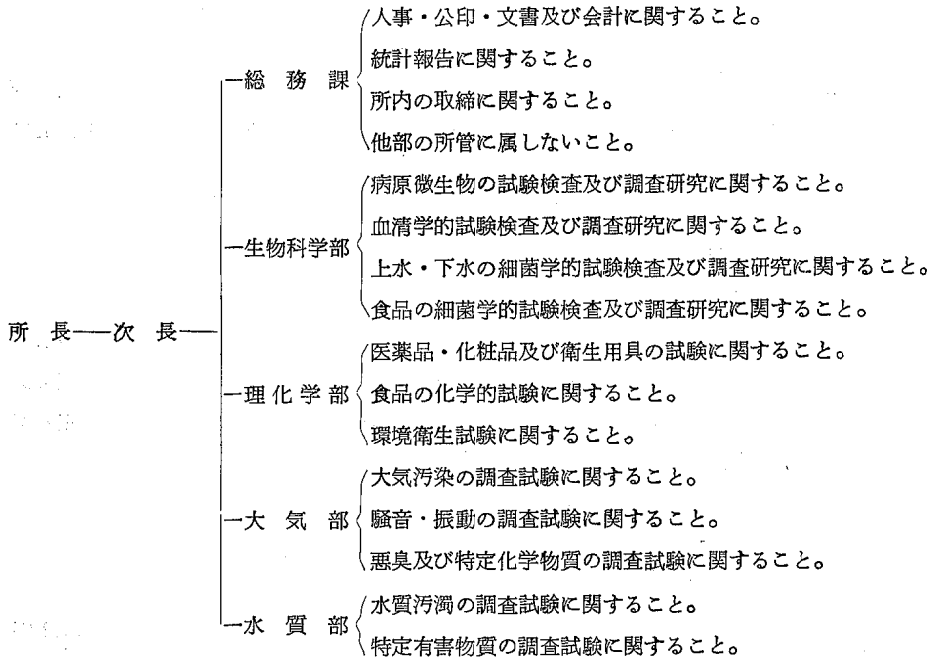 人事・公印・文書及び会計に関すること。
統計報告に関すること。
総務課
所内の取締に関すること。
他部の所管に属しないこと。
病原微生物の試験検査及び調査研究に関すること。
血清学的試験検査及び調査研究に関すること。
生物科学部
上水・下水の細菌学的試験検査及び調査研究に関すること。
食品の細菌学的試験検査及び調査研究に関すること。
所長――次長
医薬品・化粧品及び衛生用具の試験に関すること。
理化学部
食品の化学的試験に関すること。
環境衛生試験に関すること。
大気汚染の調査試験に関すること。
大気部
騒音・振動の調査試験に関すること。
悪臭及び特定化学物質の調査試験に関すること。
水質汚濁の調査試験に関すること。
水質部
特定有害物質の調査試験に関すること。